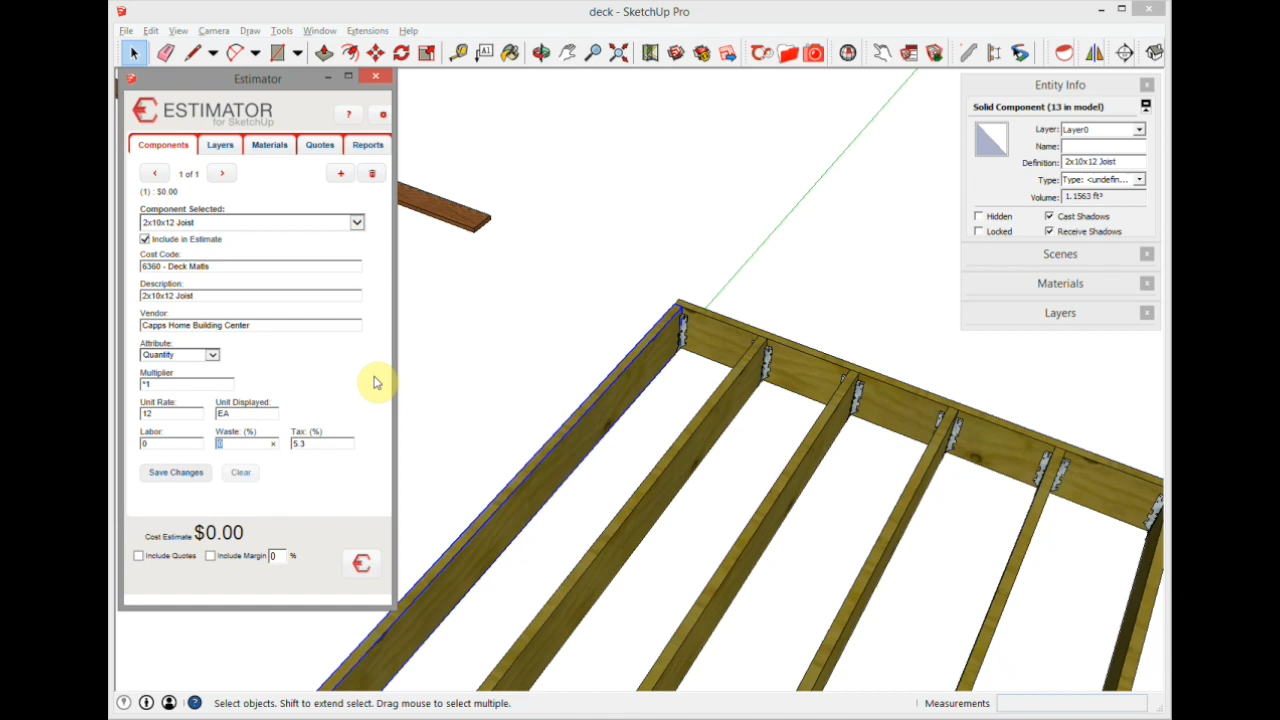 deck - SketchUp Pro
File Edit View Camera Draw Tools Window Extensions Help
Estimator
ESTIMATOR
for SketchUp
?
Components Layers Materials Quotes Reports
< 1 of 1 > +
(1) : $0.00
Component Selected:
2x10x12 Joist
Include in Estimate
Cost Code:
6360 - Deck Matls
Description:
2x10x12 Joist
Vendor:
Capps Home Building Center
Attribute:
Quantity
Multiplier
*1
Unit Rate: Unit Displayed:
12 EA
Labor: Waste: (%) Tax: (%)
0 0 × 5.3
Save Changes Clear
Cost Estimate $0.00
Include Quotes Include Margin 0 %
Entity Info
Solid Component (13 in model)
Layer: Layer0
Name:
Definition: 2x10x12 Joist
Type: Type: <undefin...
Volume: 1.1563 ft³
Hidden Cast Shadows
Locked Receive Shadows
Scenes
Materials
Layers
Select objects. Shift to extend select. Drag mouse to select multiple.
Measurements